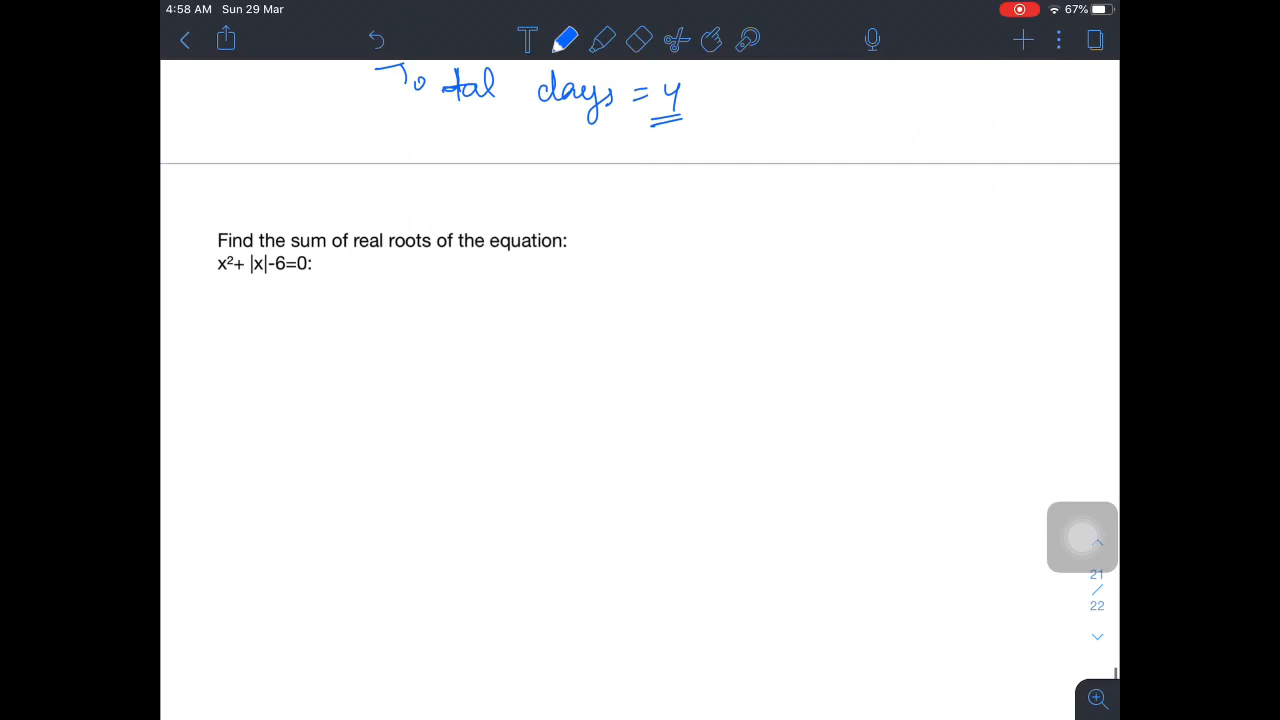 4:58 AM Sun 29 Mar
67%
T
Total days = 4
Find the sum of real roots of the equation:
x²+ |x|-6=0:
21
/
22